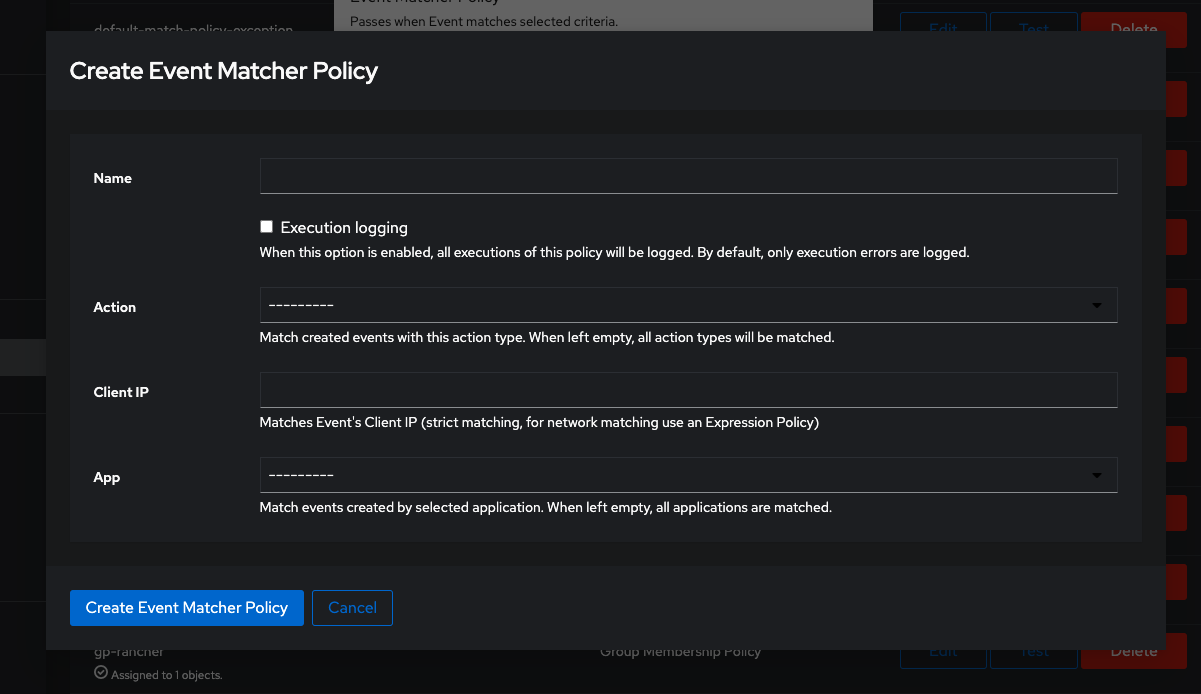 Event Matcher Policy
Passes when Event matches selected criteria.
default-match-policy-exception
Edit
Test
Delete
Create Event Matcher Policy
Name
Execution logging
When this option is enabled, all executions of this policy will be logged. By default, only execution errors are logged.
Action
---------
Match created events with this action type. When left empty, all action types will be matched.
Client IP
Matches Event's Client IP (strict matching, for network matching use an Expression Policy)
App
---------
Match events created by selected application. When left empty, all applications are matched.
Create Event Matcher Policy
Cancel
gp-rancher
Group Membership Policy
Edit
Test
Delete
Assigned to 1 objects.